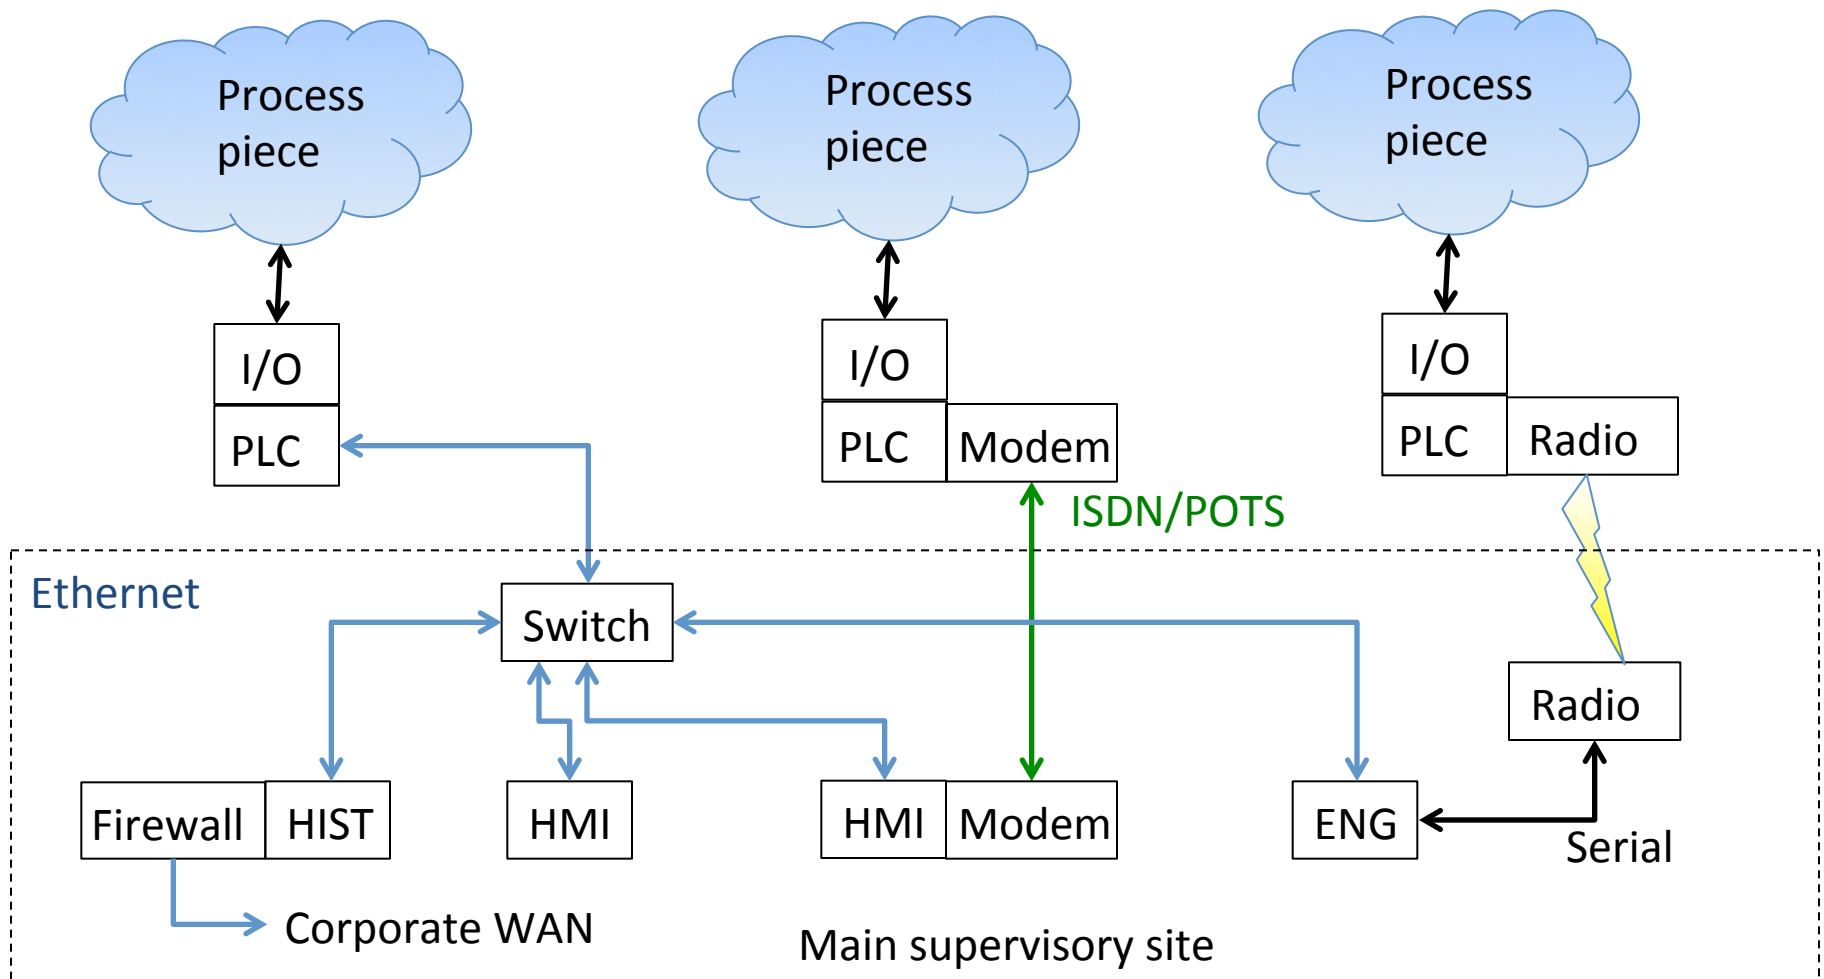 Process
piece
Process
piece
Process
piece
I/O
I/O
I/O
PLC
PLC
Modem
PLC
Radio
ISDN/POTS
Ethernet
Switch
Radio
Firewall
HIST
HMI
HMI
Modem
ENG
Serial
Corporate WAN
Main supervisory site